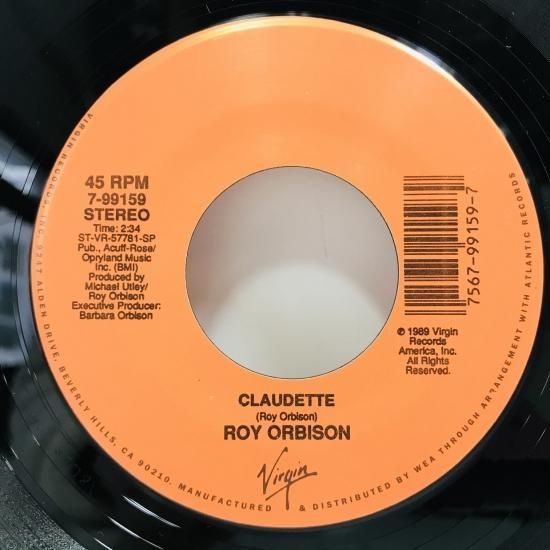 45 RPM
7-99159
STEREO
Time: 2:34
ST-VR-57781-SP
Pub., Acuff-Rose/
Opryland Music
Inc. (BMI)
Produced by
Michael Utley/
Roy Orbison
Executive Producer:
Barbara Orbison
7567-99159-7
℗ 1989 Virgin
Records
America, Inc.
All Rights
Reserved.
CLAUDETTE
(Roy Orbison)
ROY ORBISON
Virgin
VIRGIN RECORDS, INC. 9247 ALDEN DRIVE, BEVERLY HILLS, CA 90210. MANUFACTURED & DISTRIBUTED BY WEA THROUGH ARRANGEMENT WITH ATLANTIC RECORDS